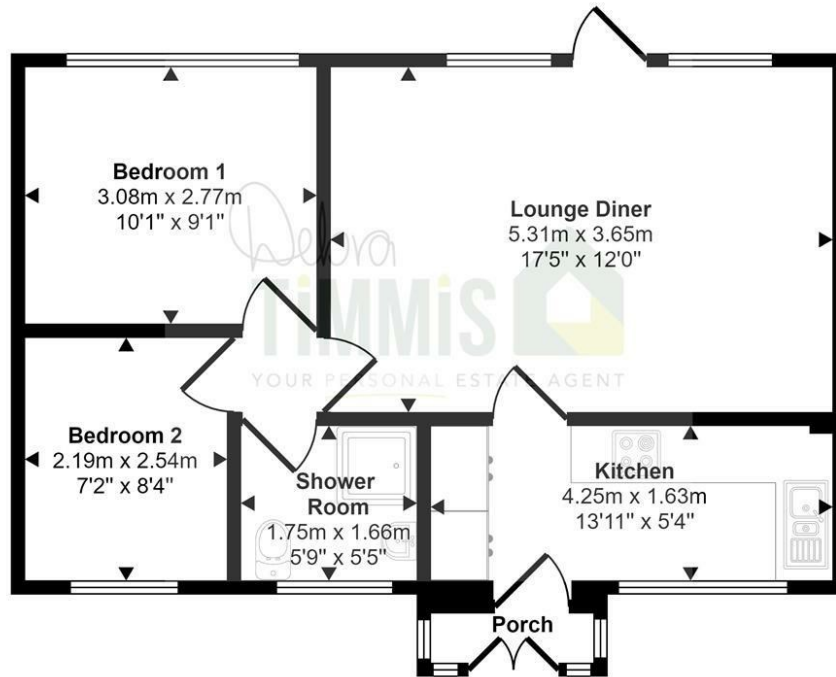 Bedroom 1
3.08m x 2.77m
10'1" x 9'1"
Lounge Diner
5.31m x 3.65m
17'5" x 12'0"
Debra
TiMMiS
YOUR PERSONAL ESTATE AGENT
Bedroom 2
2.19m x 2.54m
7'2" x 8'4"
Shower
Room
1.75m x 1.66m
5'9" x 5'5"
Kitchen
4.25m x 1.63m
13'11" x 5'4"
Porch